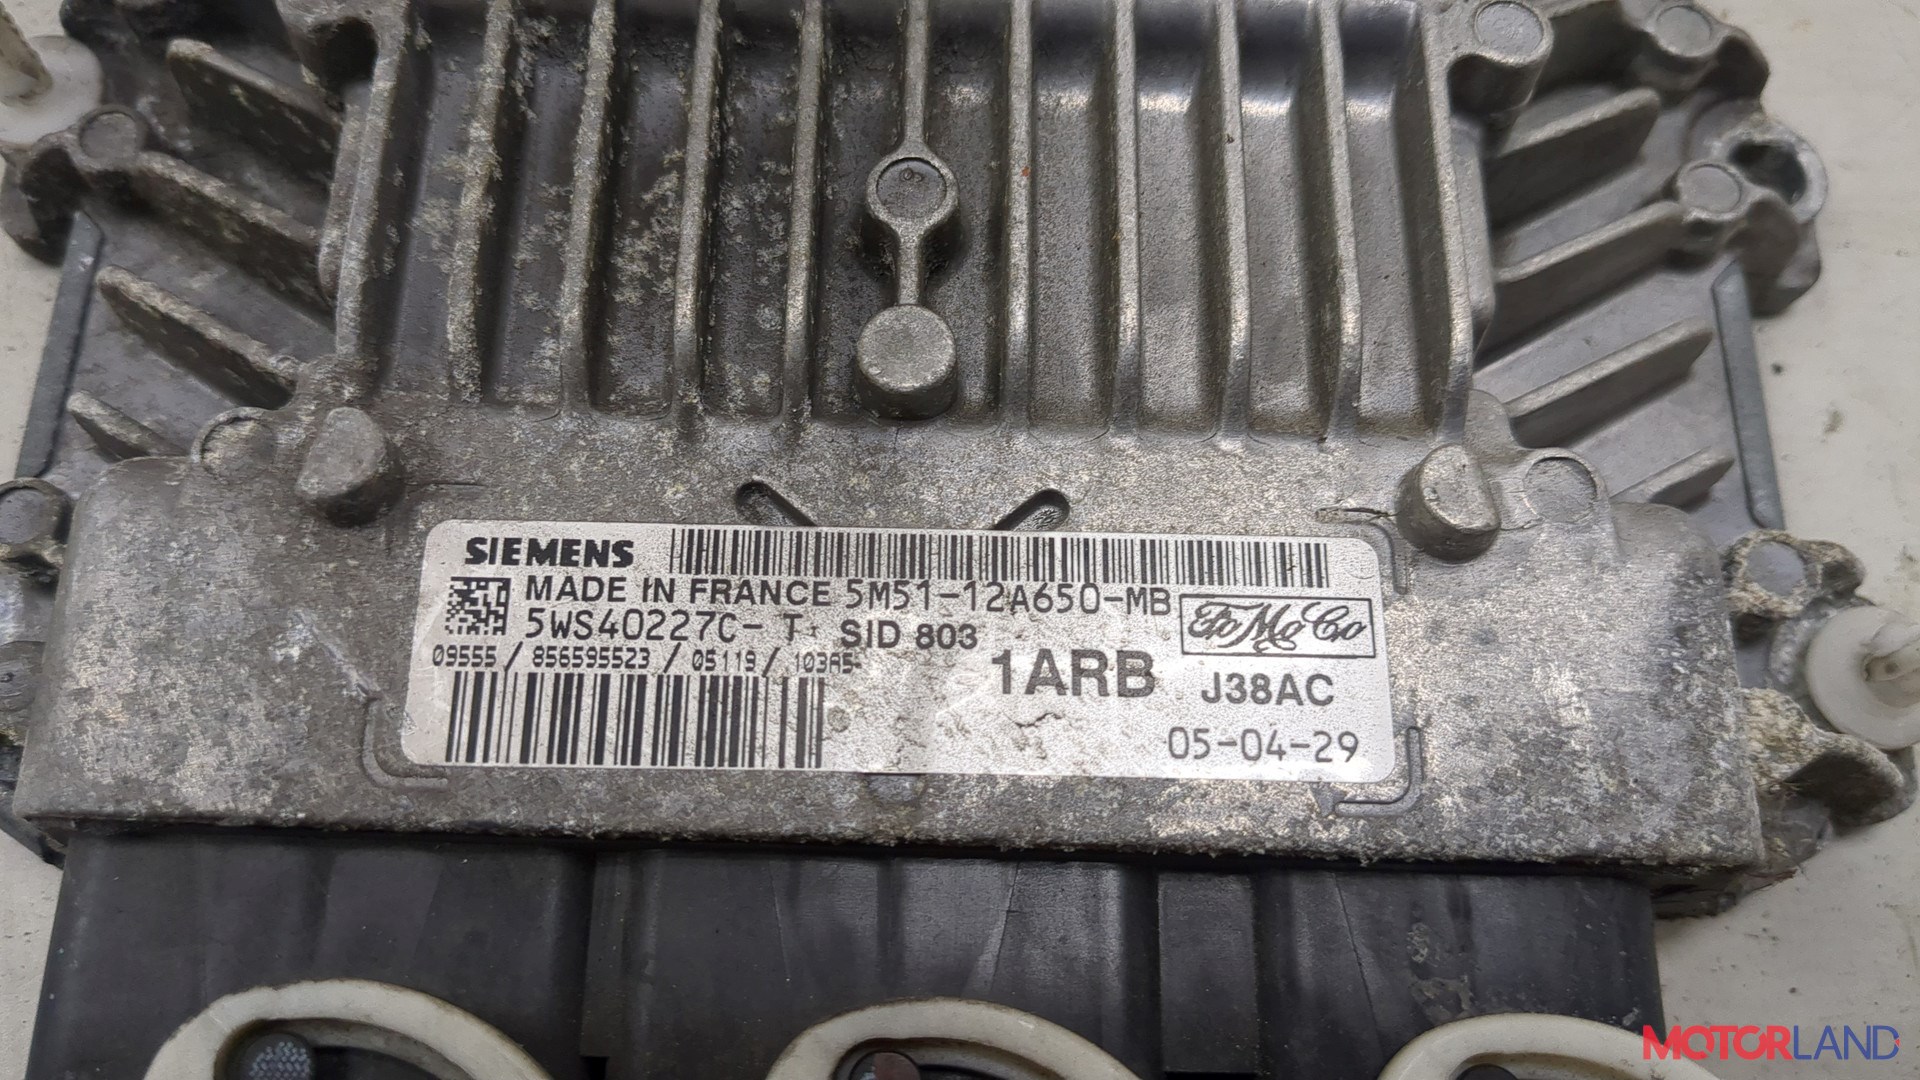 SIEMENS
MADE IN FRANCE 5M51-12A650-MB
5WS40227C- T SID 803
FoMoCo
09555 / 856595523 / 05119 / 103A5-
1ARB J38AC
05-04-29
MOTORLAND